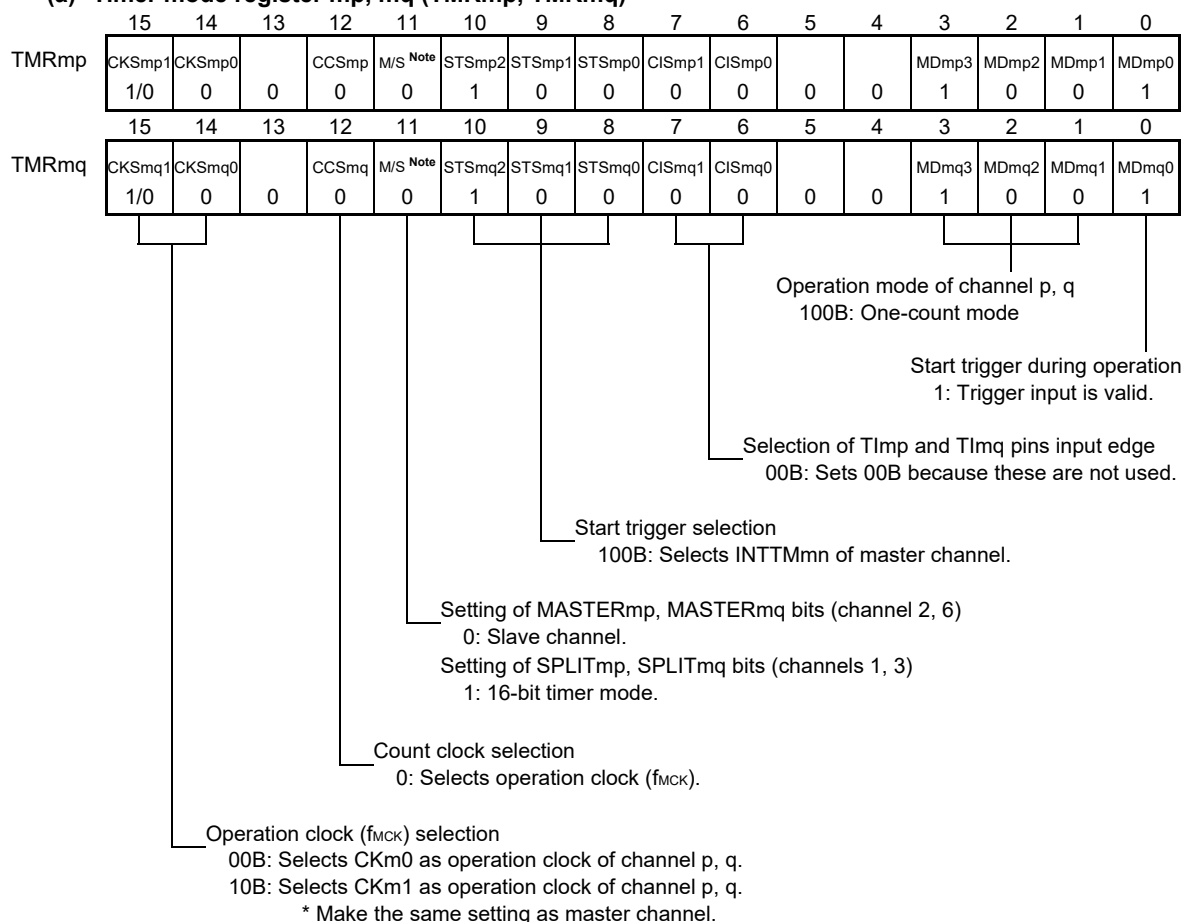 (a) Timer mode register mp, mq (TMRmp, TMRmq)
15 14 13 12 11 10 9 8 7 6 5 4 3 2 1 0
TMRmp CKSmp1 CKSmp0 CCSmp M/S Note STSmp2 STSmp1 STSmp0 CISmp1 CISmp0 MDmp3 MDmp2 MDmp1 MDmp0
1/0 0 0 0 0 1 0 0 0 0 0 0 1 0 0 1
15 14 13 12 11 10 9 8 7 6 5 4 3 2 1 0
TMRmq CKSmq1 CKSmq0 CCSmq M/S Note STSmq2 STSmq1 STSmq0 CISmq1 CISmq0 MDmq3 MDmq2 MDmq1 MDmq0
1/0 0 0 0 0 1 0 0 0 0 0 0 1 0 0 1
Operation mode of channel p, q
100B: One-count mode
Start trigger during operation
1: Trigger input is valid.
Selection of TImp and TImq pins input edge
00B: Sets 00B because these are not used.
Start trigger selection
100B: Selects INTTMmn of master channel.
Setting of MASTERmp, MASTERmq bits (channel 2, 6)
0: Slave channel.
Setting of SPLITmp, SPLITmq bits (channels 1, 3)
1: 16-bit timer mode.
Count clock selection
0: Selects operation clock (fMCK).
Operation clock (fMCK) selection
00B: Selects CKm0 as operation clock of channel p, q.
10B: Selects CKm1 as operation clock of channel p, q.
* Make the same setting as master channel.